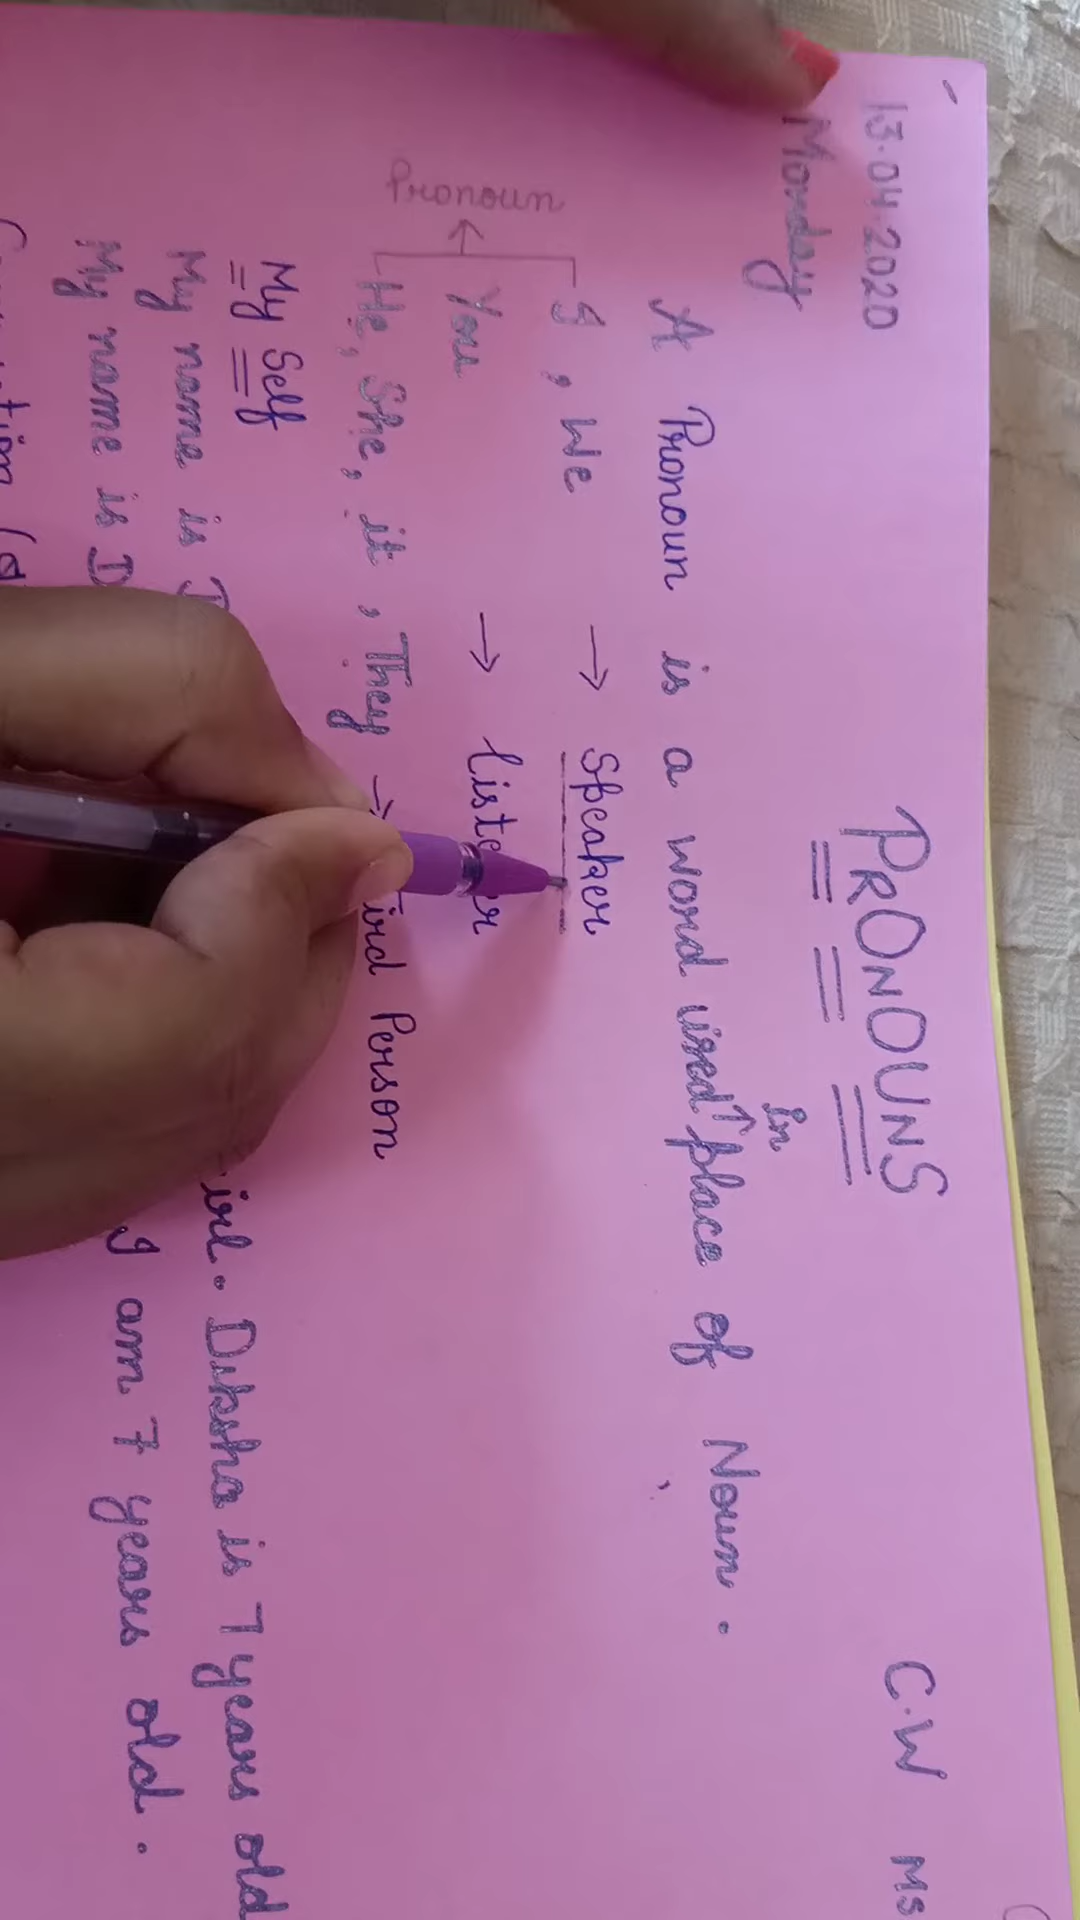 13.04.2020 PRONOUNS C.W Ms
Monday
in
A Pronoun is a word used place of Noun.
I, We → Speaker
Pronoun You → listener
He, She, it, They → Person
My Self
My name is Diksha is 7 years old
My name is I am 7 years old.